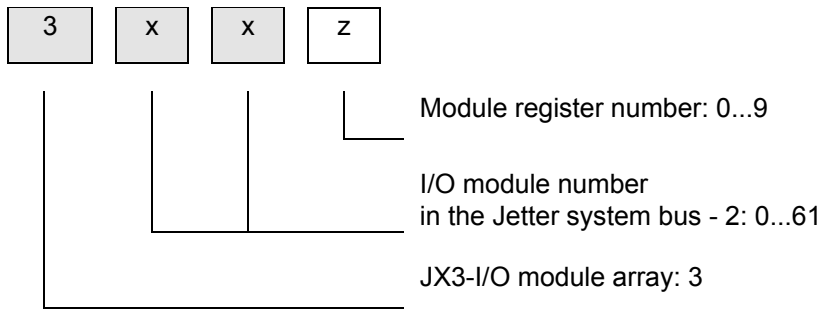 3 x x z
Module register number: 0...9
I/O module number
in the Jetter system bus - 2: 0...61
JX3-I/O module array: 3